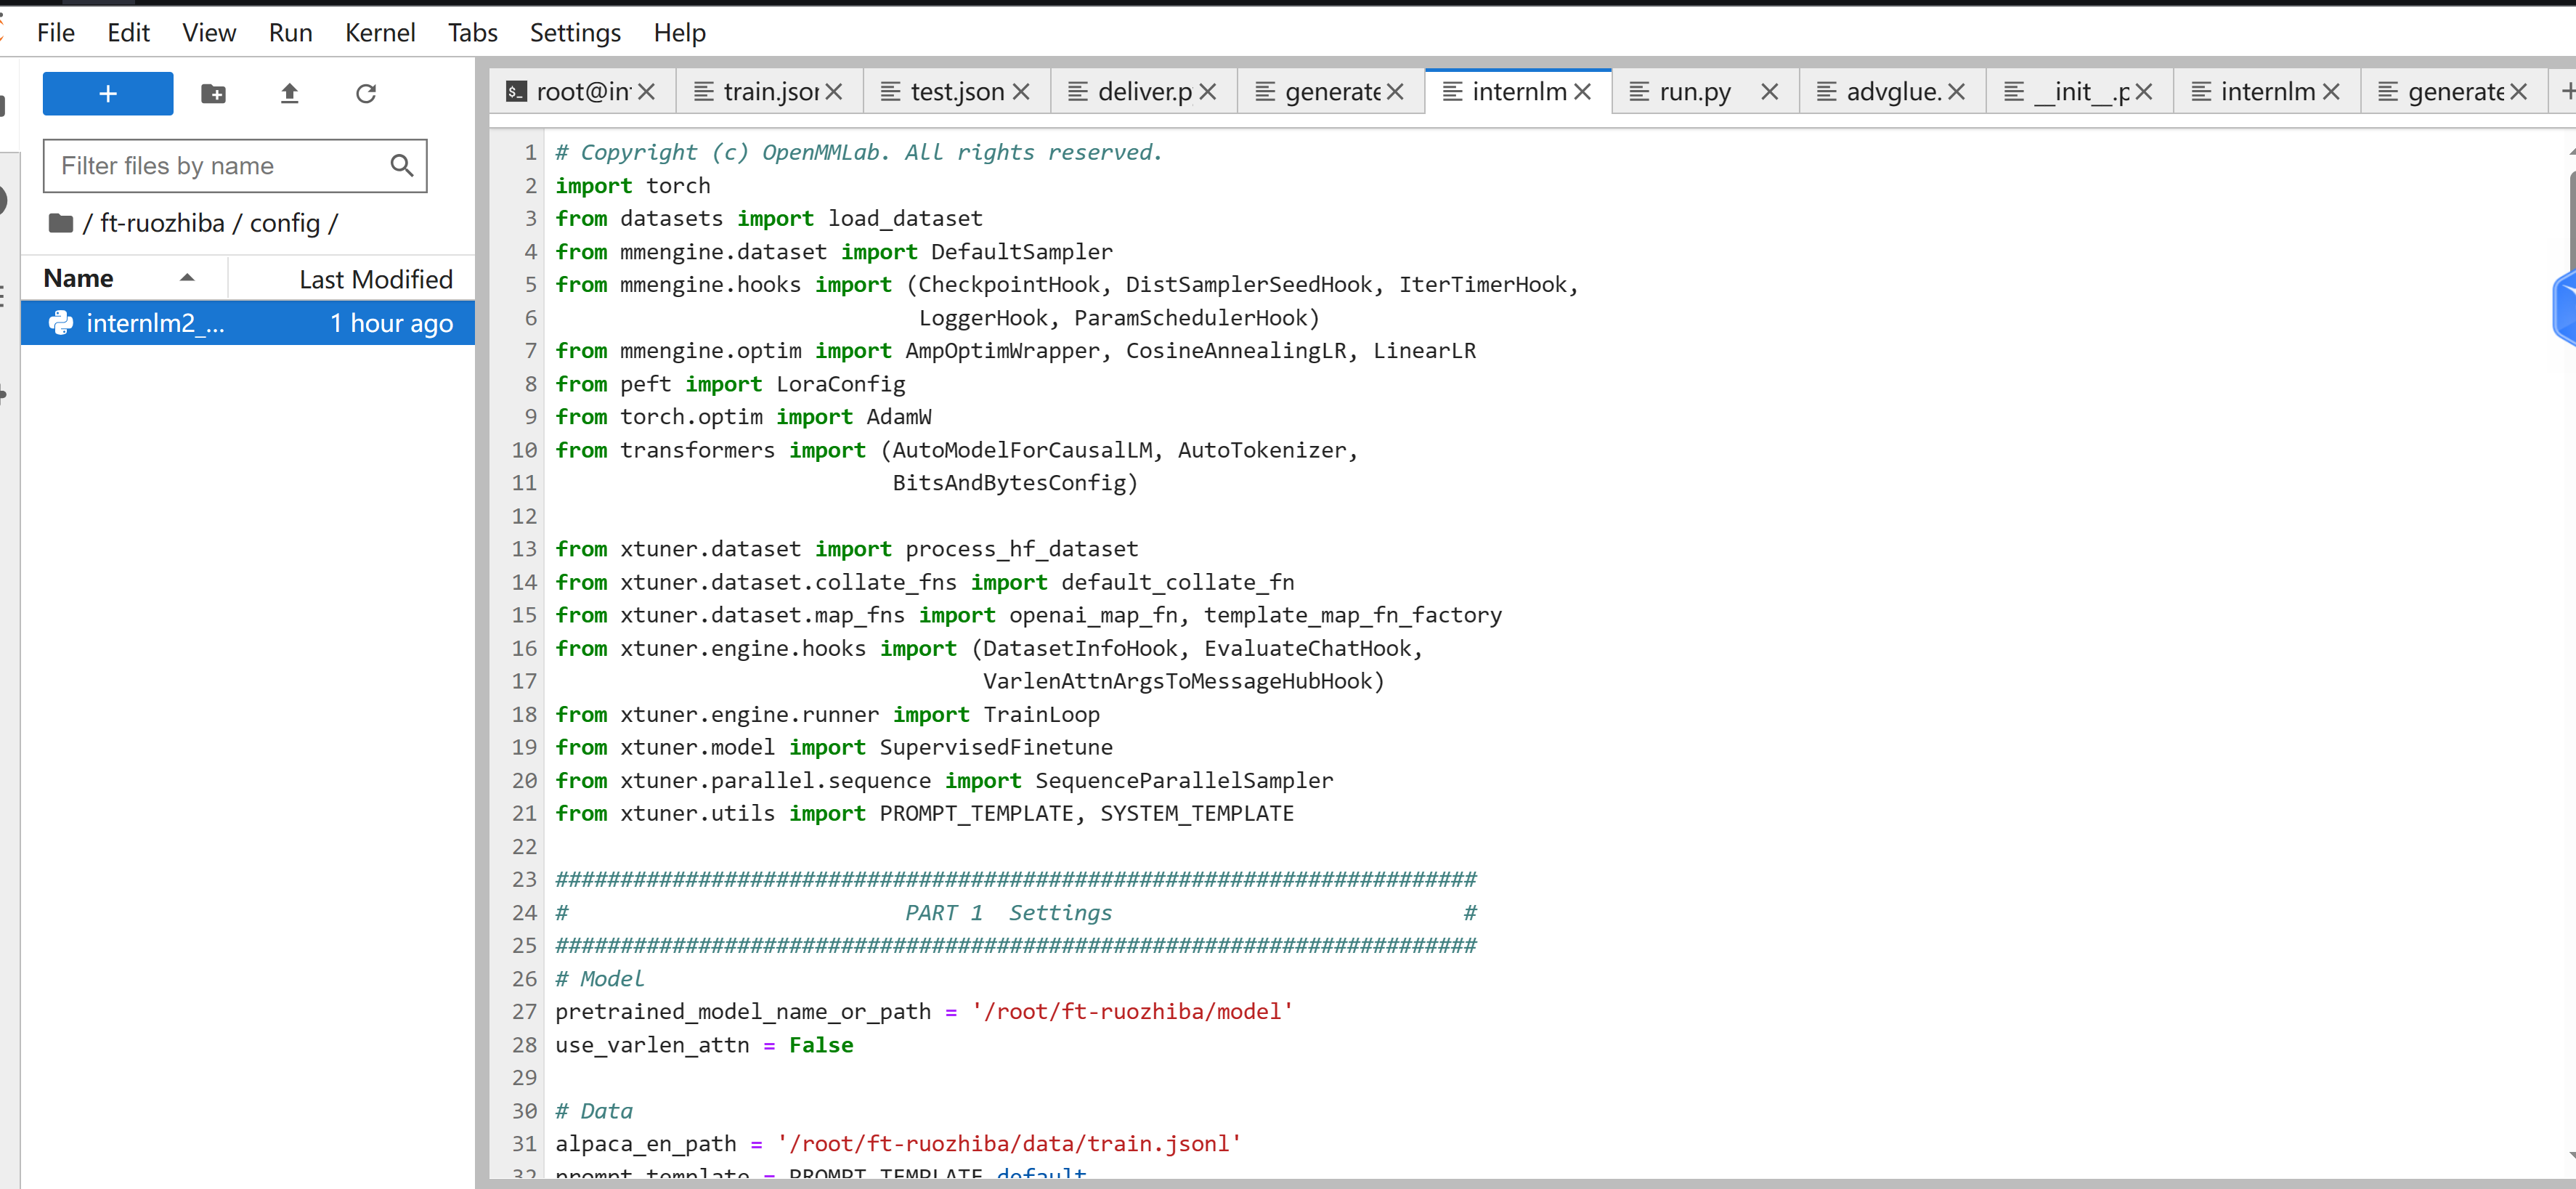 File Edit View Run Kernel Tabs Settings Help
+
Filter files by name
/ ft-ruozhiba / config /
Name Last Modified
internlm2_... 1 hour ago
root@in train.json test.json deliver.p generate internlm run.py advglue. __init__.p internlm generate
1 # Copyright (c) OpenMMLab. All rights reserved.
2 import torch
3 from datasets import load_dataset
4 from mmengine.dataset import DefaultSampler
5 from mmengine.hooks import (CheckpointHook, DistSamplerSeedHook, IterTimerHook,
6 LoggerHook, ParamSchedulerHook)
7 from mmengine.optim import AmpOptimWrapper, CosineAnnealingLR, LinearLR
8 from peft import LoraConfig
9 from torch.optim import AdamW
10 from transformers import (AutoModelForCausalLM, AutoTokenizer,
11 BitsAndBytesConfig)
12
13 from xtuner.dataset import process_hf_dataset
14 from xtuner.dataset.collate_fns import default_collate_fn
15 from xtuner.dataset.map_fns import openai_map_fn, template_map_fn_factory
16 from xtuner.engine.hooks import (DatasetInfoHook, EvaluateChatHook,
17 VarlenAttnArgsToMessageHubHook)
18 from xtuner.engine.runner import TrainLoop
19 from xtuner.model import SupervisedFinetune
20 from xtuner.parallel.sequence import SequenceParallelSampler
21 from xtuner.utils import PROMPT_TEMPLATE, SYSTEM_TEMPLATE
22
23 #######################################################################
24 # PART 1 Settings #
25 #######################################################################
26 # Model
27 pretrained_model_name_or_path = '/root/ft-ruozhiba/model'
28 use_varlen_attn = False
29
30 # Data
31 alpaca_en_path = '/root/ft-ruozhiba/data/train.jsonl'
32 prompt_template = PROMPT_TEMPLATE.default